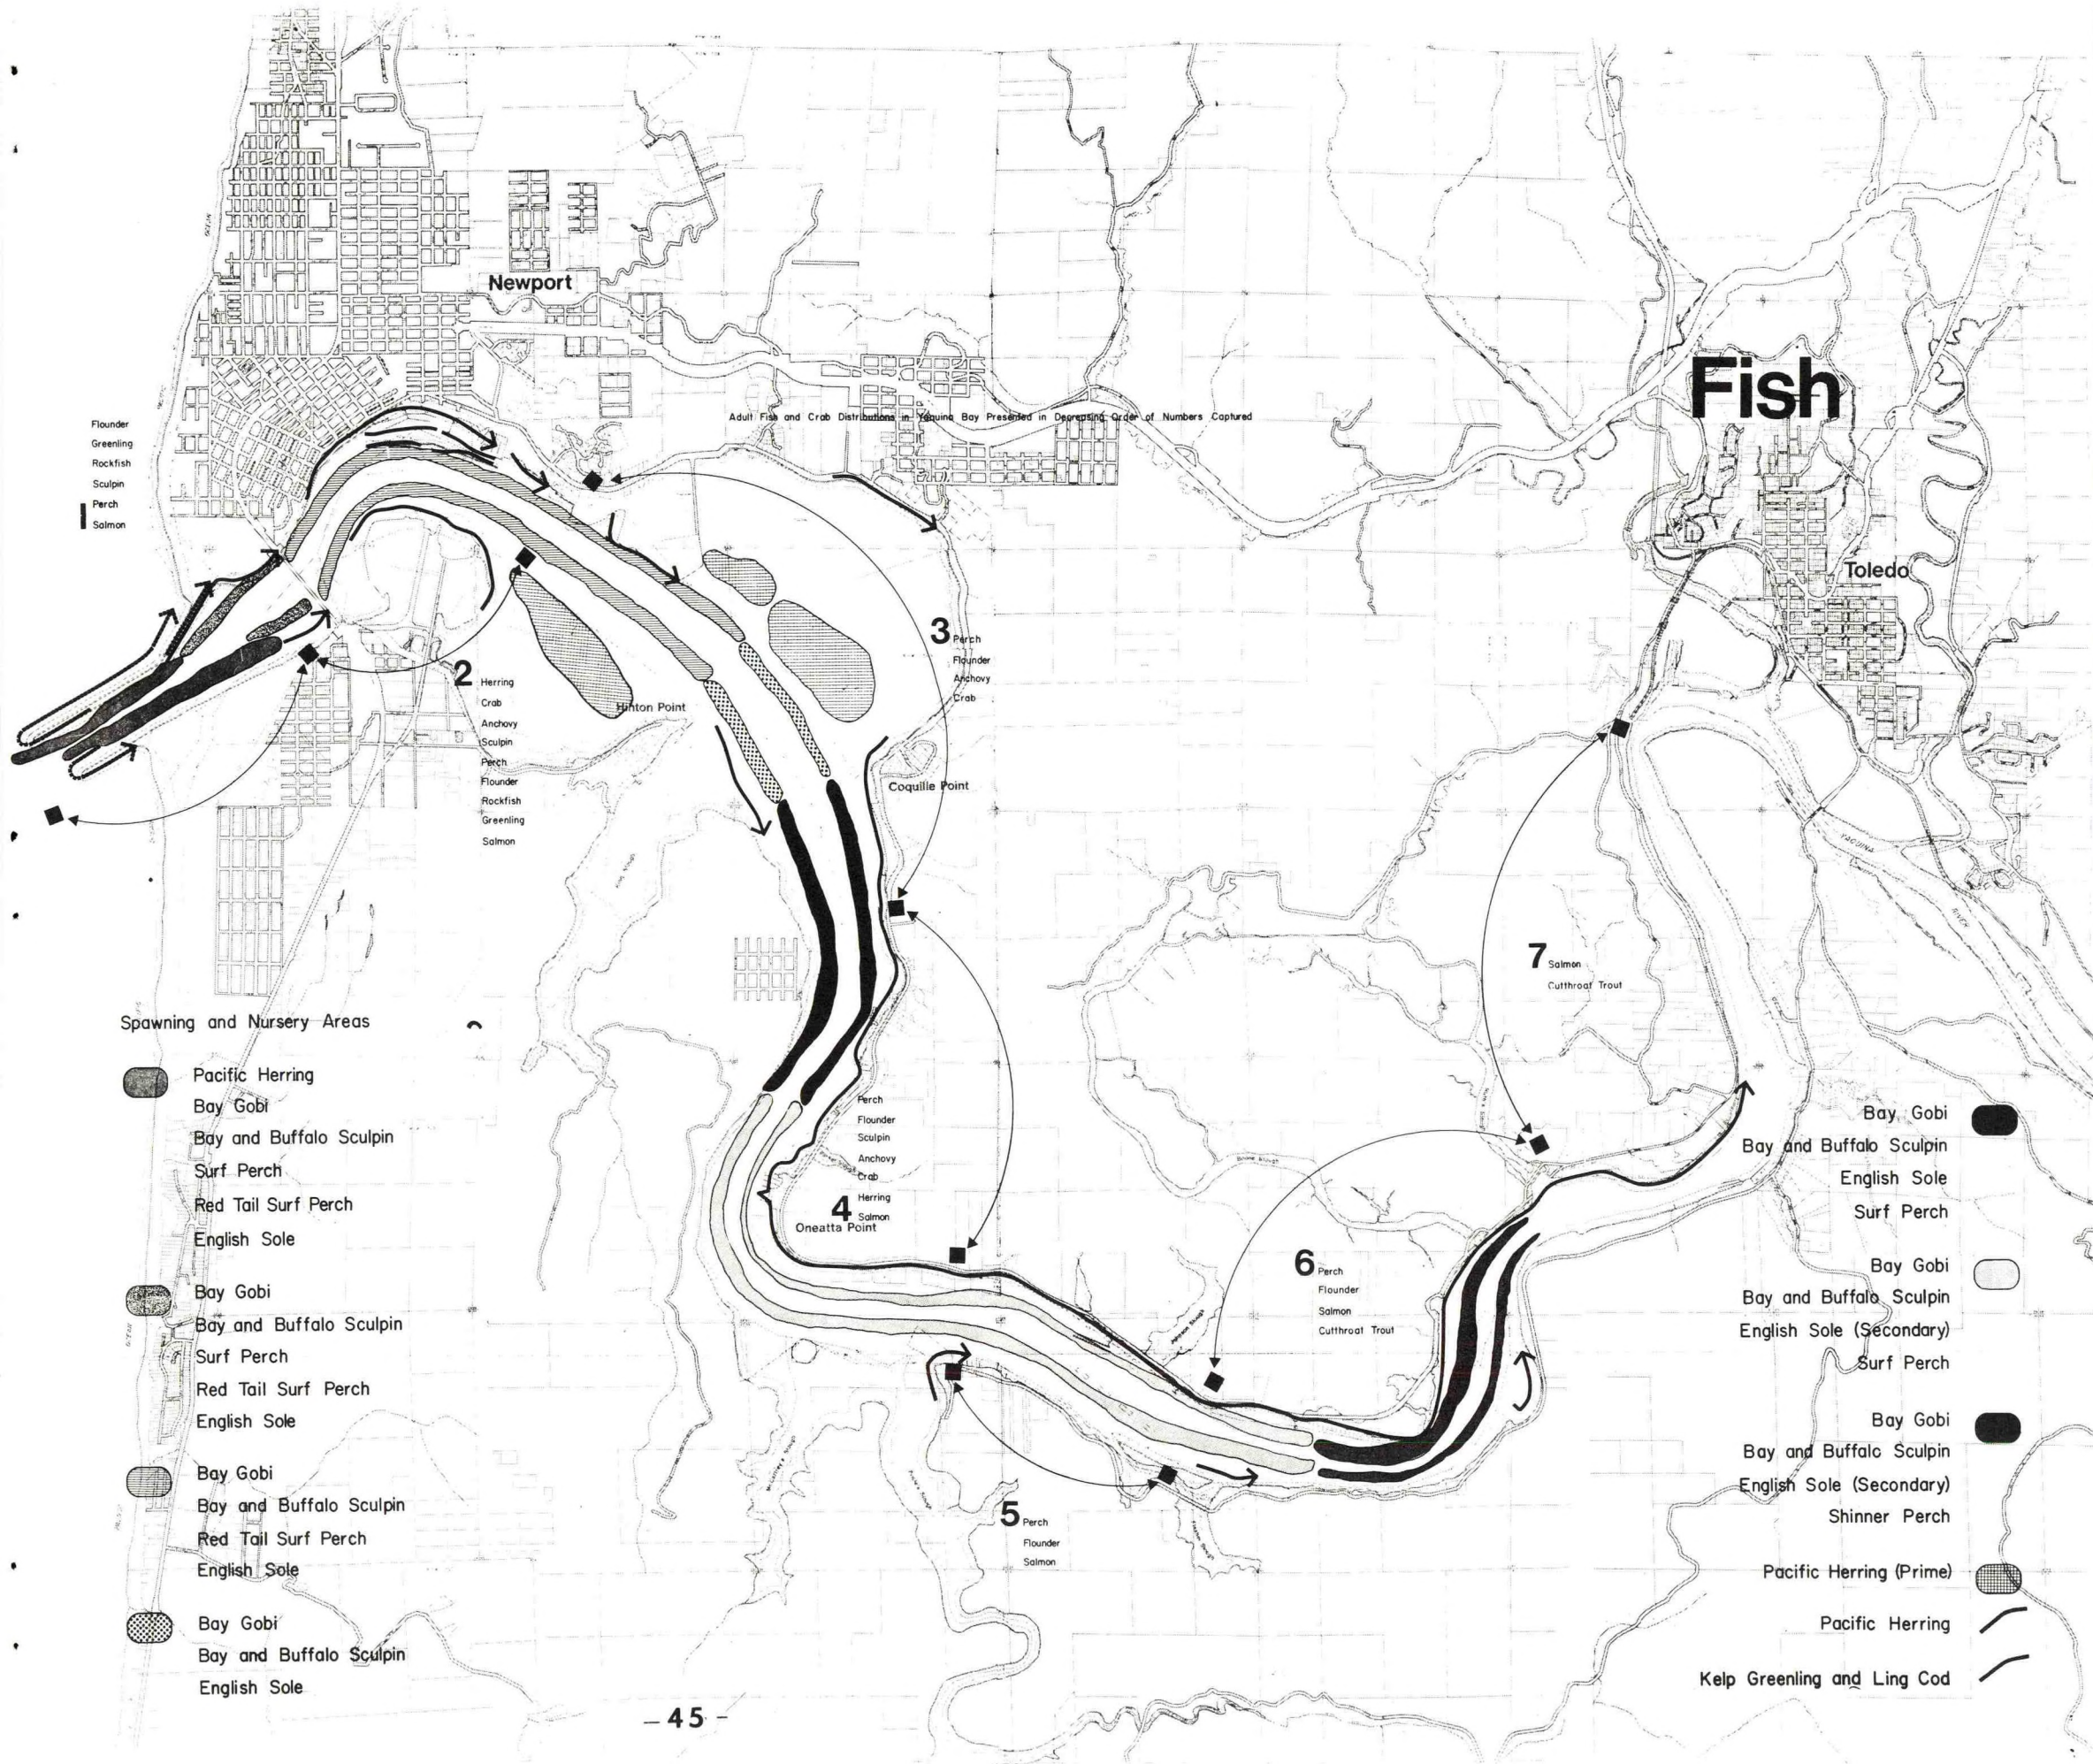 Newport
Fish
Adult Fish and Crab Distributions in Yaquina Bay Presented in Decreasing Order of Numbers Captured
1
Flounder
Greenling
Rockfish
Sculpin
Perch
Salmon
Toledo
2
Herring
Crab
Anchovy
Sculpin
Perch
Flounder
Rockfish
Greenling
Salmon
Hinton Point
3
Perch
Flounder
Anchovy
Crab
Coquille Point
YAQUINA
RIVER
7
Salmon
Cutthroat Trout
4
Perch
Flounder
Sculpin
Anchovy
Crab
Herring
Salmon
Oneatta Point
6
Perch
Flounder
Salmon
Cutthroat Trout
5
Perch
Flounder
Salmon
Spawning and Nursery Areas
Pacific Herring
Bay Gobi
Bay and Buffalo Sculpin
Surf Perch
Red Tail Surf Perch
English Sole
Bay Gobi
Bay and Buffalo Sculpin
Surf Perch
Red Tail Surf Perch
English Sole
Bay Gobi
Bay and Buffalo Sculpin
Red Tail Surf Perch
English Sole
Bay Gobi
Bay and Buffalo Sculpin
English Sole
Bay Gobi
Bay and Buffalo Sculpin
English Sole
Surf Perch
Bay Gobi
Bay and Buffalo Sculpin
English Sole (Secondary)
Surf Perch
Bay Gobi
Bay and Buffalo Sculpin
English Sole (Secondary)
Shinner Perch
Pacific Herring (Prime)
Pacific Herring
Kelp Greenling and Ling Cod
- 45 -